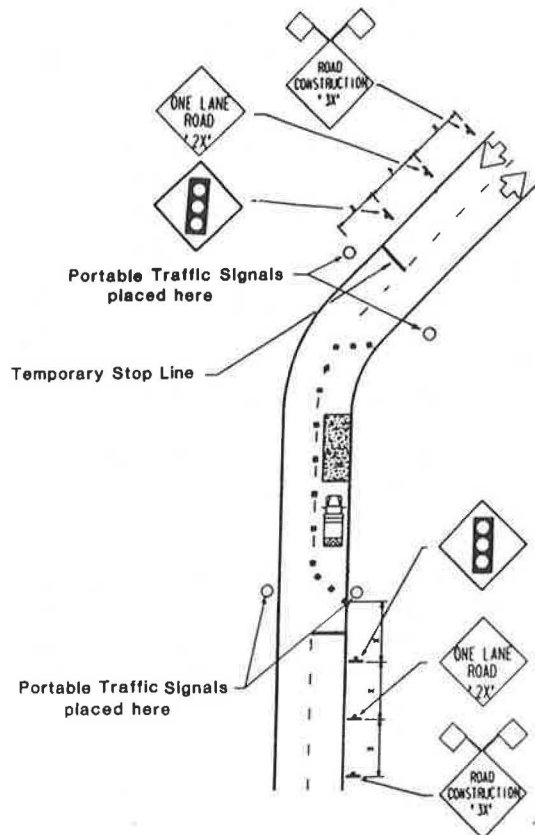 ROAD
CONSTRUCTION
'3X'
ONE LANE
ROAD
'2X'
Portable Traffic Signals
placed here
Temporary Stop Line
ONE LANE
ROAD
'2X'
Portable Traffic Signals
placed here
ROAD
CONSTRUCTION
'3X'